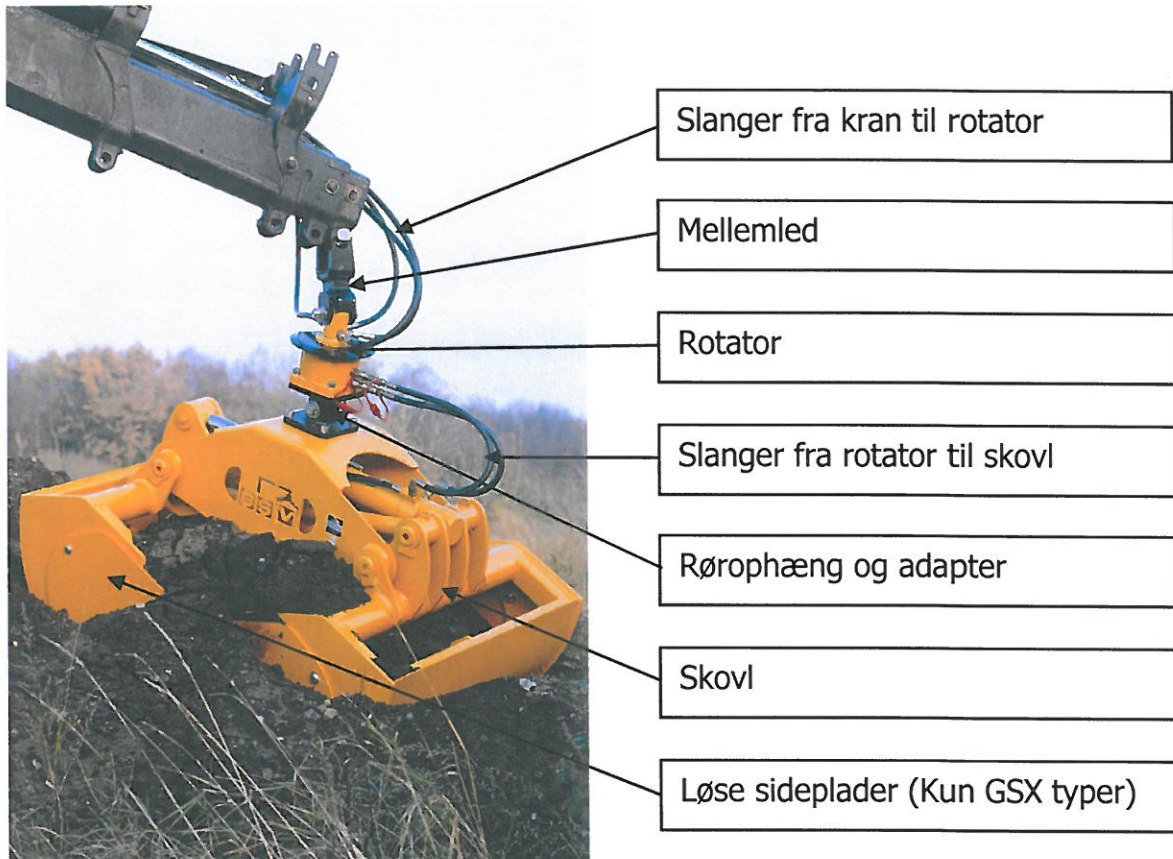 Slanger fra kran til rotator
Mellemled
Rotator
Slanger fra rotator til skovl
Rørophæng og adapter
Skovl
Løse sideplader (Kun GSX typer)
BSV